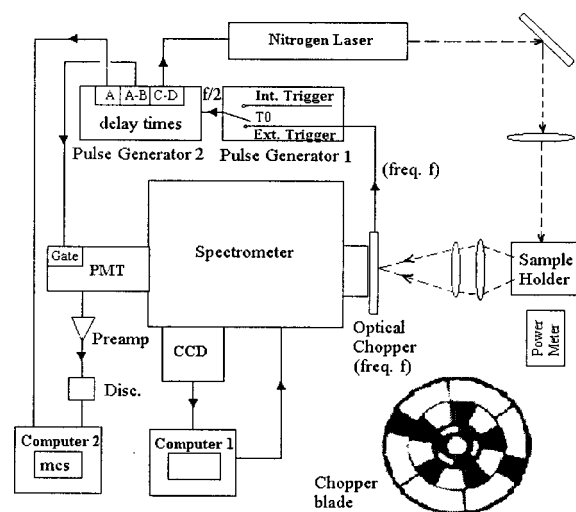 Nitrogen Laser
A A-B C-D
delay times
Pulse Generator 2
f/2
Int. Trigger
T0
Ext. Trigger
Pulse Generator 1
(freq. f)
Spectrometer
Gate
PMT
Sample
Holder
Preamp
CCD
Optical
Chopper
(freq. f)
Power
Meter
Disc.
Computer 2
mcs
Computer 1
Chopper
blade